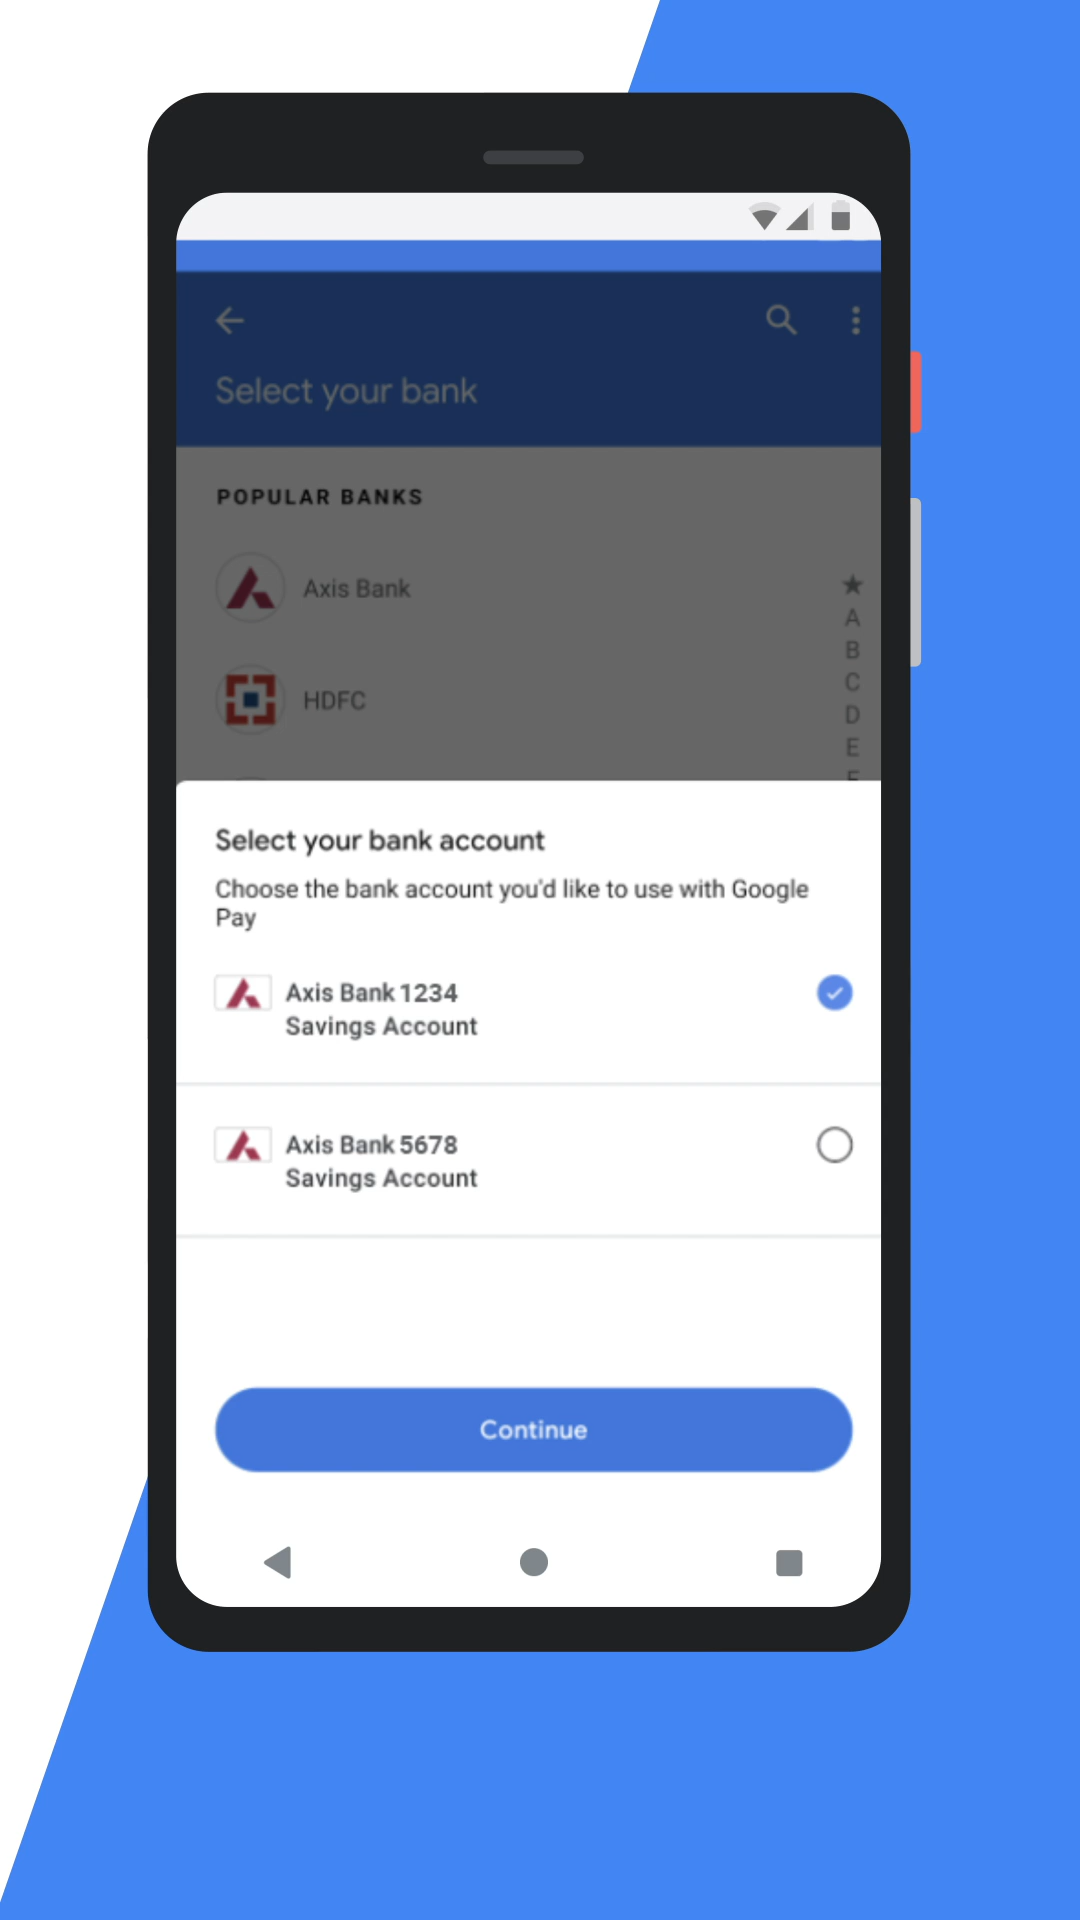 Select your bank
POPULAR BANKS
Axis Bank
HDFC
★
A
B
C
D
E
Select your bank account
Choose the bank account you'd like to use with Google
Pay
Axis Bank 1234
Savings Account
Axis Bank 5678
Savings Account
Continue